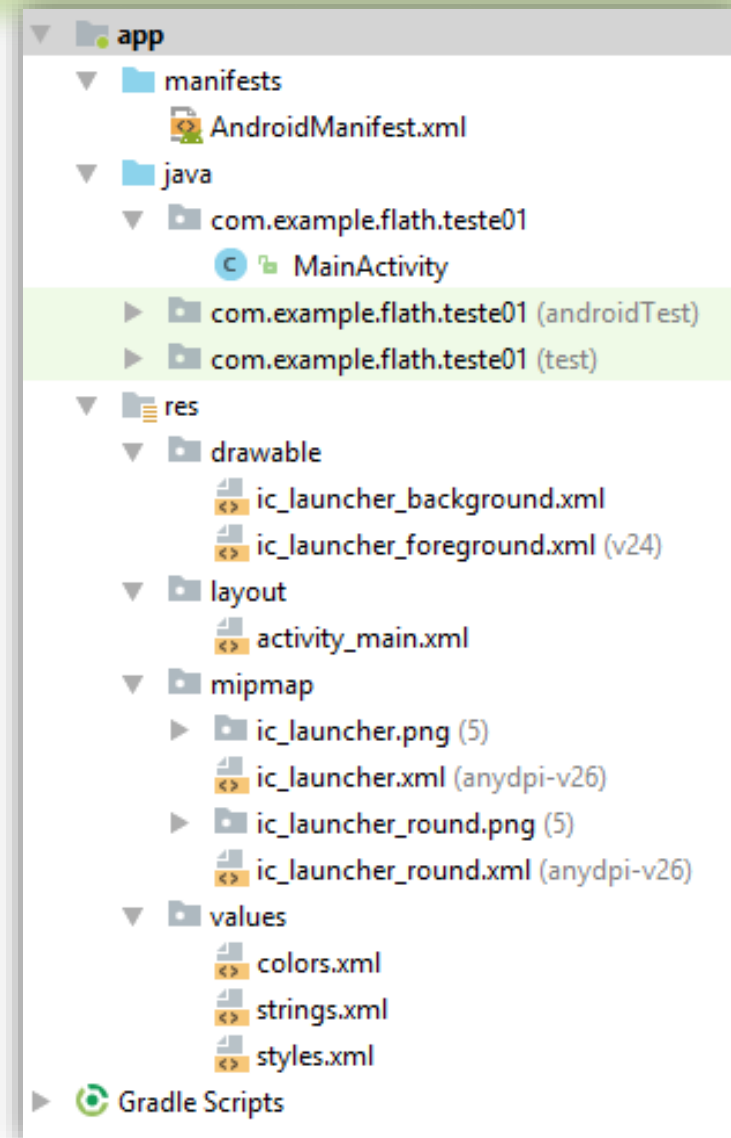 app
manifests
AndroidManifest.xml
java
com.example.flath.teste01
C MainActivity
com.example.flath.teste01 (androidTest)
com.example.flath.teste01 (test)
res
drawable
ic_launcher_background.xml
ic_launcher_foreground.xml (v24)
layout
activity_main.xml
mipmap
ic_launcher.png (5)
ic_launcher.xml (anydpi-v26)
ic_launcher_round.png (5)
ic_launcher_round.xml (anydpi-v26)
values
colors.xml
strings.xml
styles.xml
Gradle Scripts